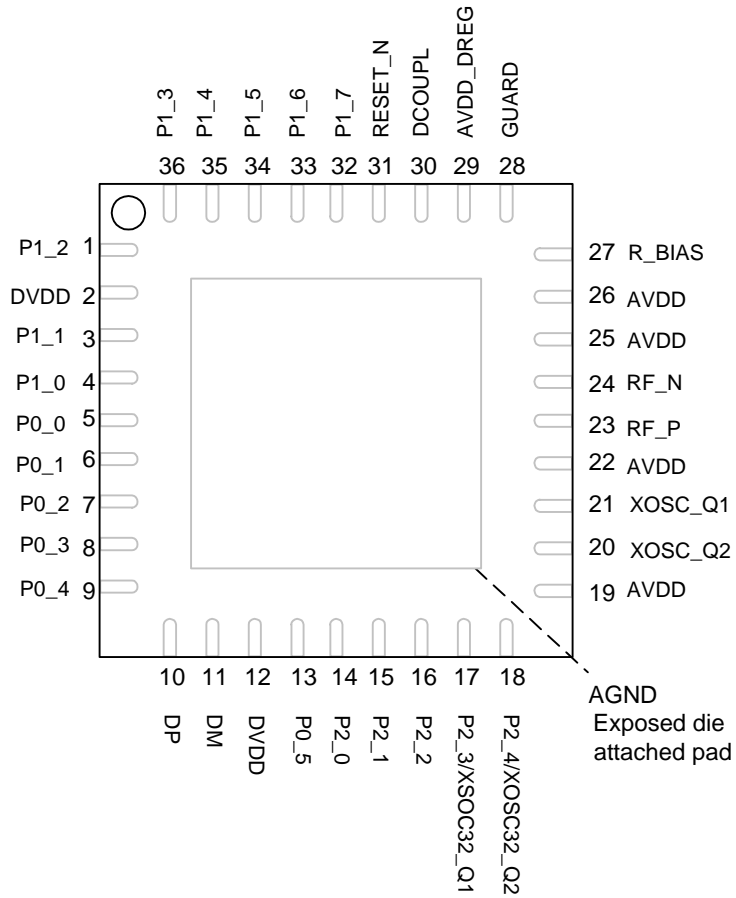 P1_3
P1_4
P1_5
P1_6
P1_7
RESET_N
DCOUPL
AVDD_DREG
GUARD
36 35 34 33 32 31 30 29 28
P1_2 1
DVDD 2
P1_1 3
P1_0 4
P0_0 5
P0_1 6
P0_2 7
P0_3 8
P0_4 9
27 R_BIAS
26 AVDD
25 AVDD
24 RF_N
23 RF_P
22 AVDD
21 XOSC_Q1
20 XOSC_Q2
19 AVDD
10 11 12 13 14 15 16 17 18
DP
DM
DVDD
P0_5
P2_0
P2_1
P2_2
P2_3/XSOC32_Q1
P2_4/XOSC32_Q2
AGND
Exposed die
attached pad